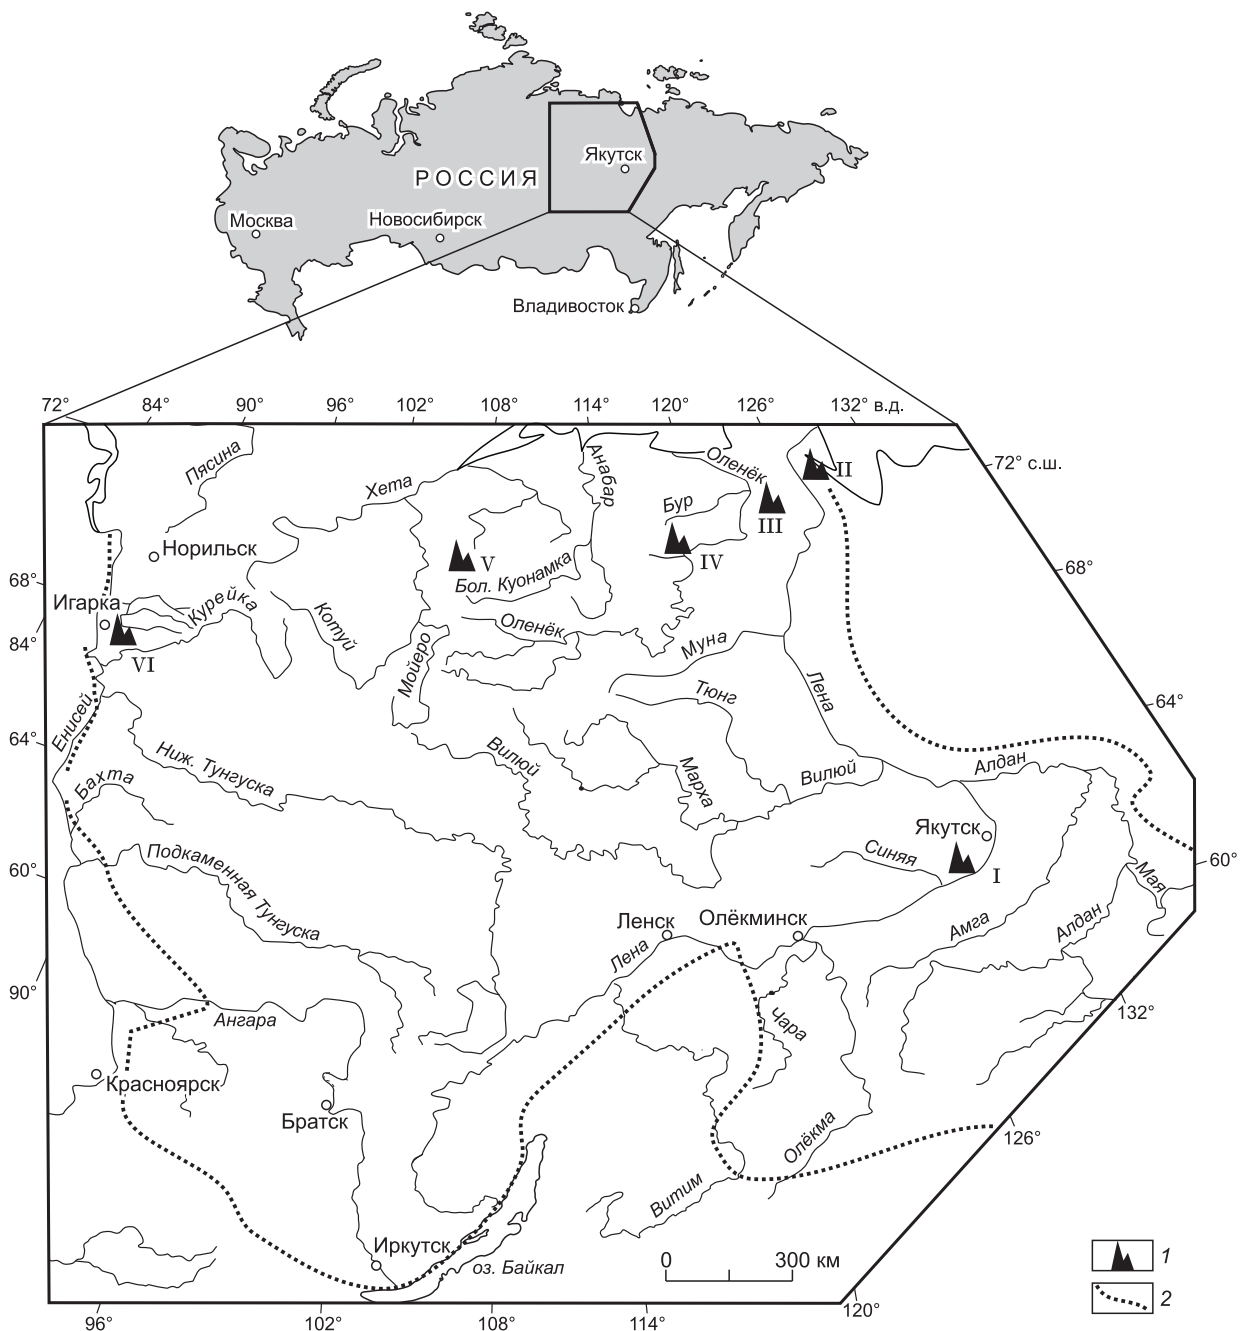 РОССИЯ
Якутск
Москва
Новосибирск
Владивосток
72°
84°
90°
96°
102°
108°
114°
120°
126°
132° в.д.
72° с.ш.
68°
64°
60°
132°
126°
120°
68°
84°
64°
60°
90°
96°
102°
108°
114°
Пясина
Хета
Анабар
Оленёк
II
Бур
III
Норильск
V
IV
Бол. Куонамка
Игарка
Курейка
Котуй
Оленёк
VI
Мойеро
Муна
Тюнг
Лена
Енисей
Ниж. Тунгуска
Вилюй
Марха
Вилюй
Алдан
Бахта
Якутск
Синяя
I
Мая
Подкаменная Тунгуска
Ленск
Олёкминск
Лена
Амга
Алдан
Ангара
Чара
Красноярск
Братск
Олёкма
Витим
Иркутск
оз. Байкал
0 300 км
1
2